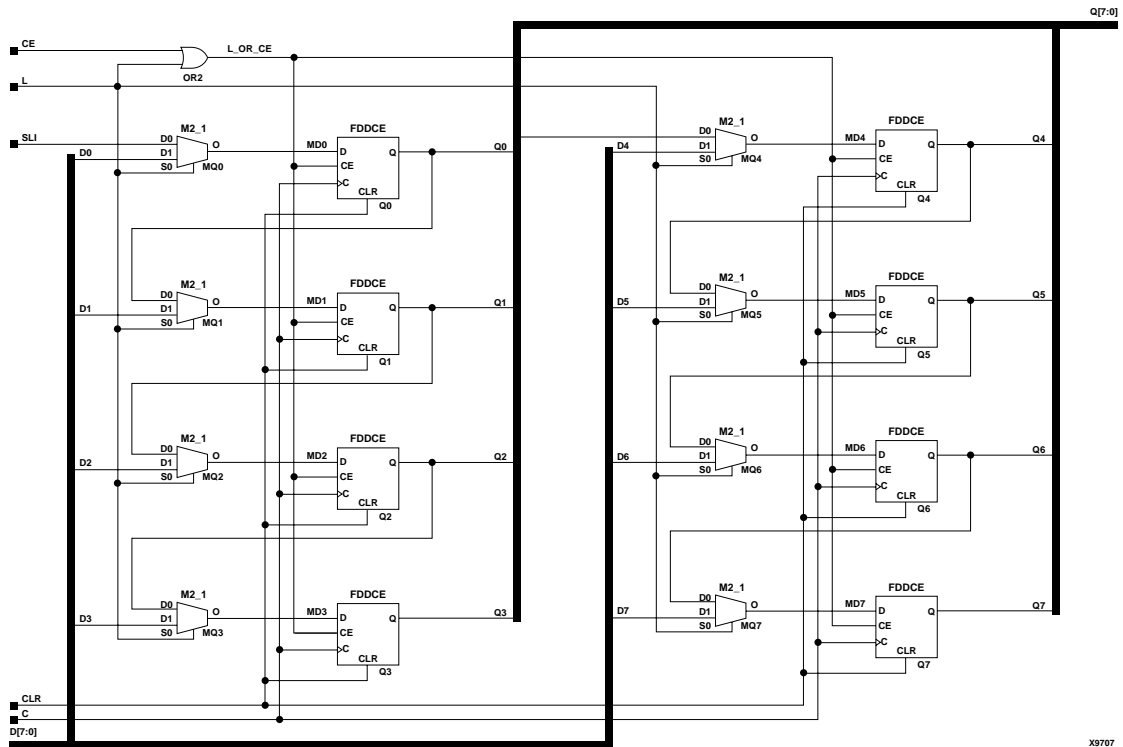 Q[7:0]
CE
L_OR_CE
OR2
L
SLI
D0
M2_1
D0
D1
S0
O
MQ0
MD0
FDDCE
D
CE
C
Q
CLR
Q0
Q0
D1
M2_1
D0
D1
S0
O
MQ1
MD1
FDDCE
D
CE
C
Q
CLR
Q1
Q1
D2
M2_1
D0
D1
S0
O
MQ2
MD2
FDDCE
D
CE
C
Q
CLR
Q2
Q2
D3
M2_1
D0
D1
S0
O
MQ3
MD3
FDDCE
D
CE
C
Q
CLR
Q3
Q3
D4
M2_1
D0
D1
S0
O
MQ4
MD4
FDDCE
D
CE
C
Q
CLR
Q4
Q4
D5
M2_1
D0
D1
S0
O
MQ5
MD5
FDDCE
D
CE
C
Q
CLR
Q5
Q5
D6
M2_1
D0
D1
S0
O
MQ6
MD6
FDDCE
D
CE
C
Q
CLR
Q6
Q6
D7
M2_1
D0
D1
S0
O
MQ7
MD7
FDDCE
D
CE
C
Q
CLR
Q7
Q7
CLR
C
D[7:0]
X9707